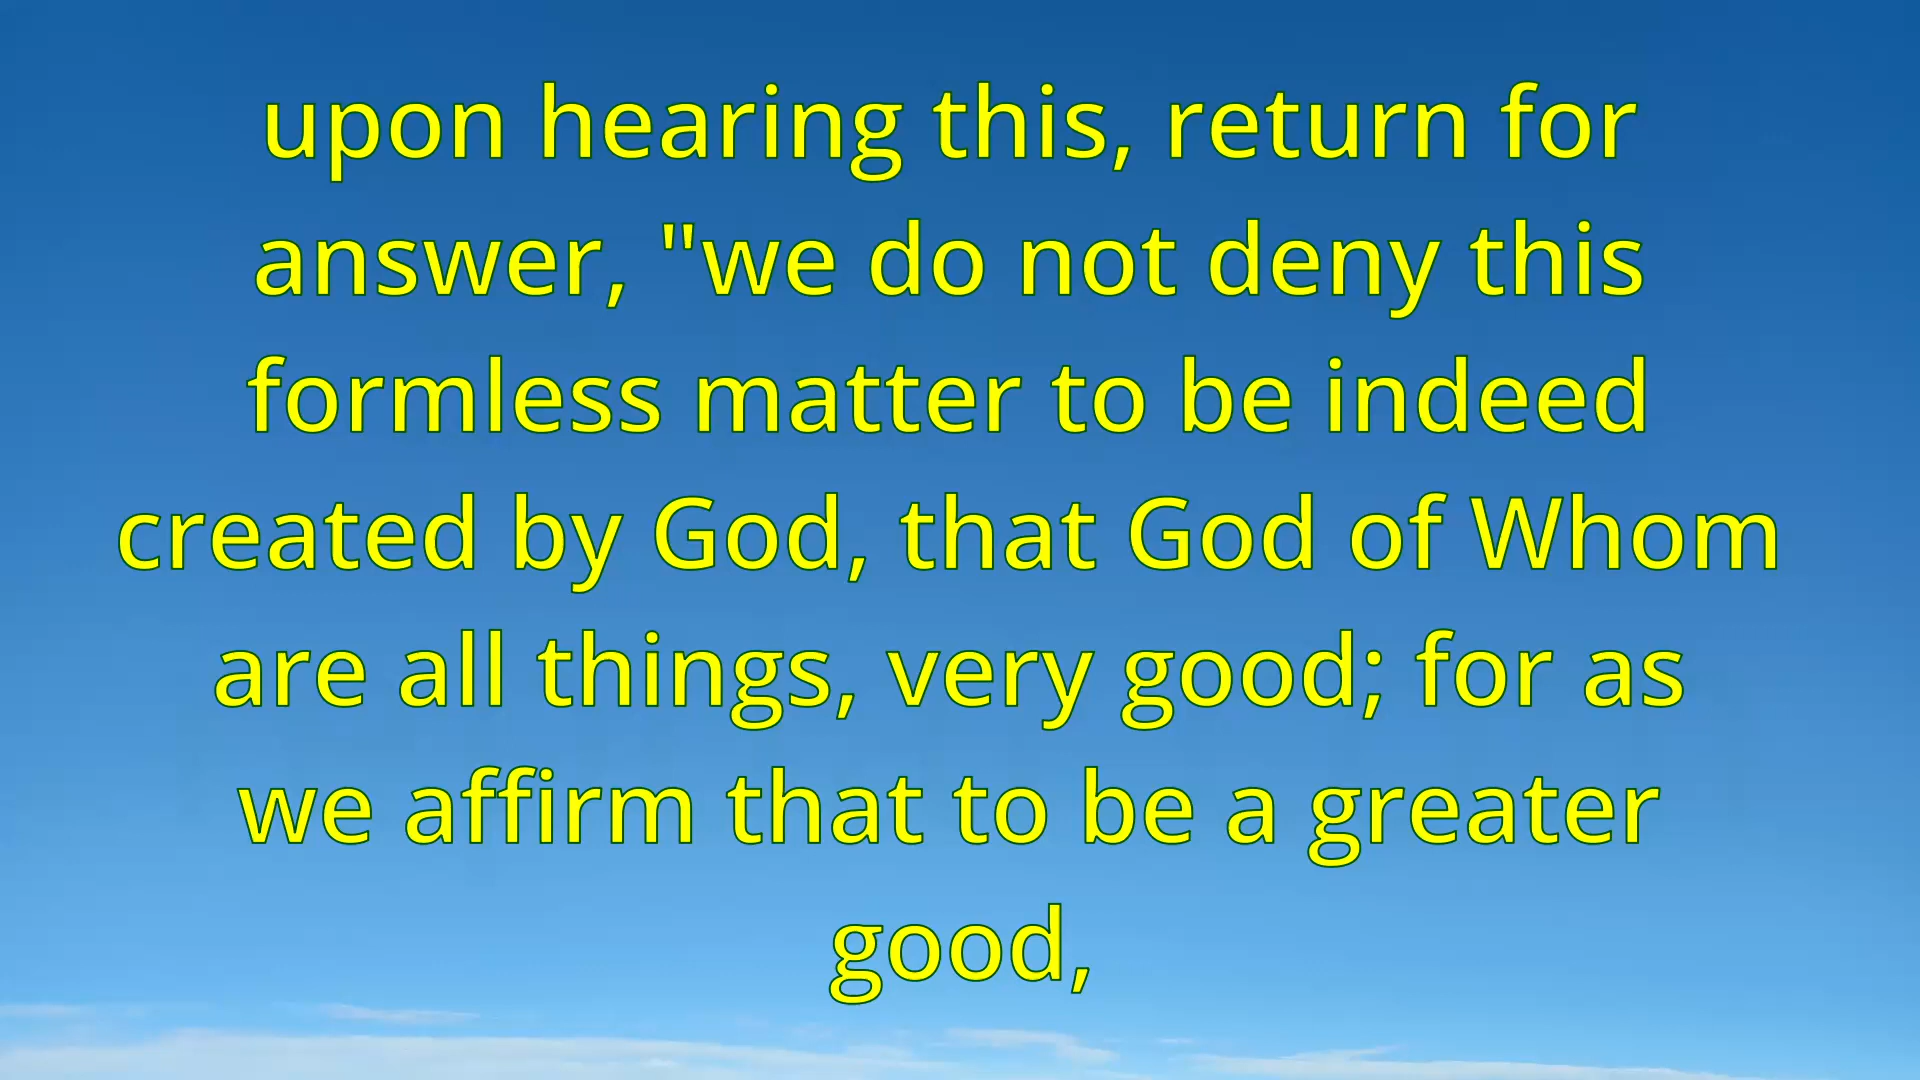 upon hearing this, return for
answer, "we do not deny this
formless matter to be indeed
created by God, that God of Whom
are all things, very good; for as
we affirm that to be a greater
good,